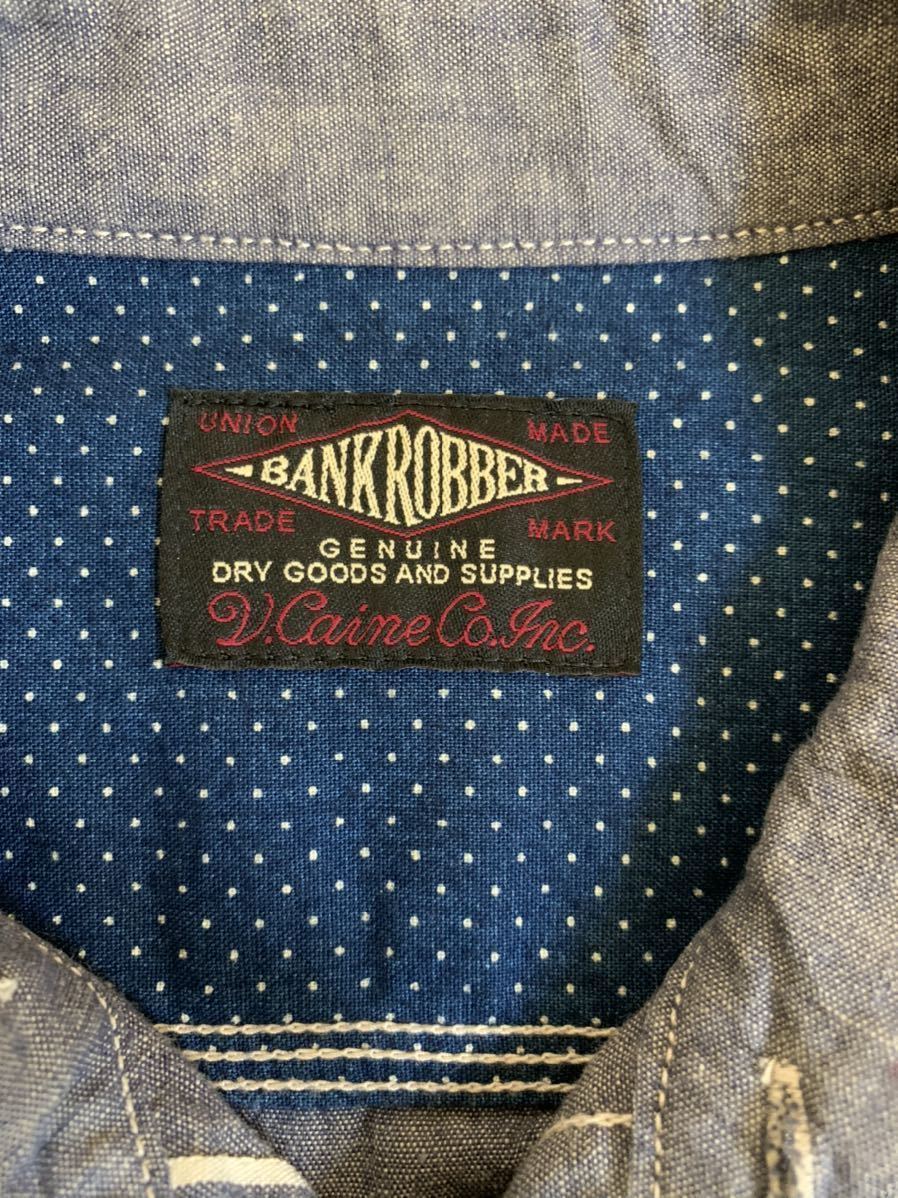 UNION MADE
BANKROBBER
TRADE MARK
GENUINE
DRY GOODS AND SUPPLIES
V.Caine Co.Inc.